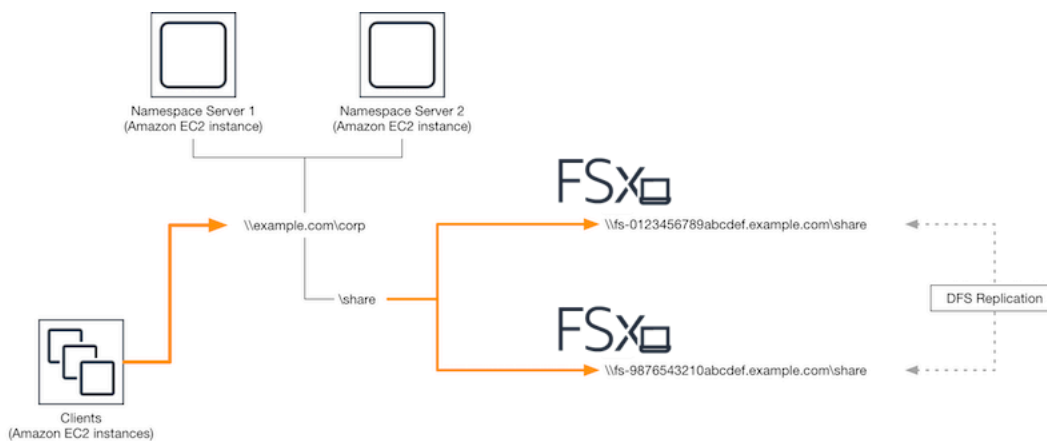 Namespace Server 1
(Amazon EC2 instance)
Namespace Server 2
(Amazon EC2 instance)
FSx
\\example.com\corp
\\fs-0123456789abcdef.example.com\share
\share
DFS Replication
FSx
\\fs-9876543210abcdef.example.com\share
Clients
(Amazon EC2 instances)